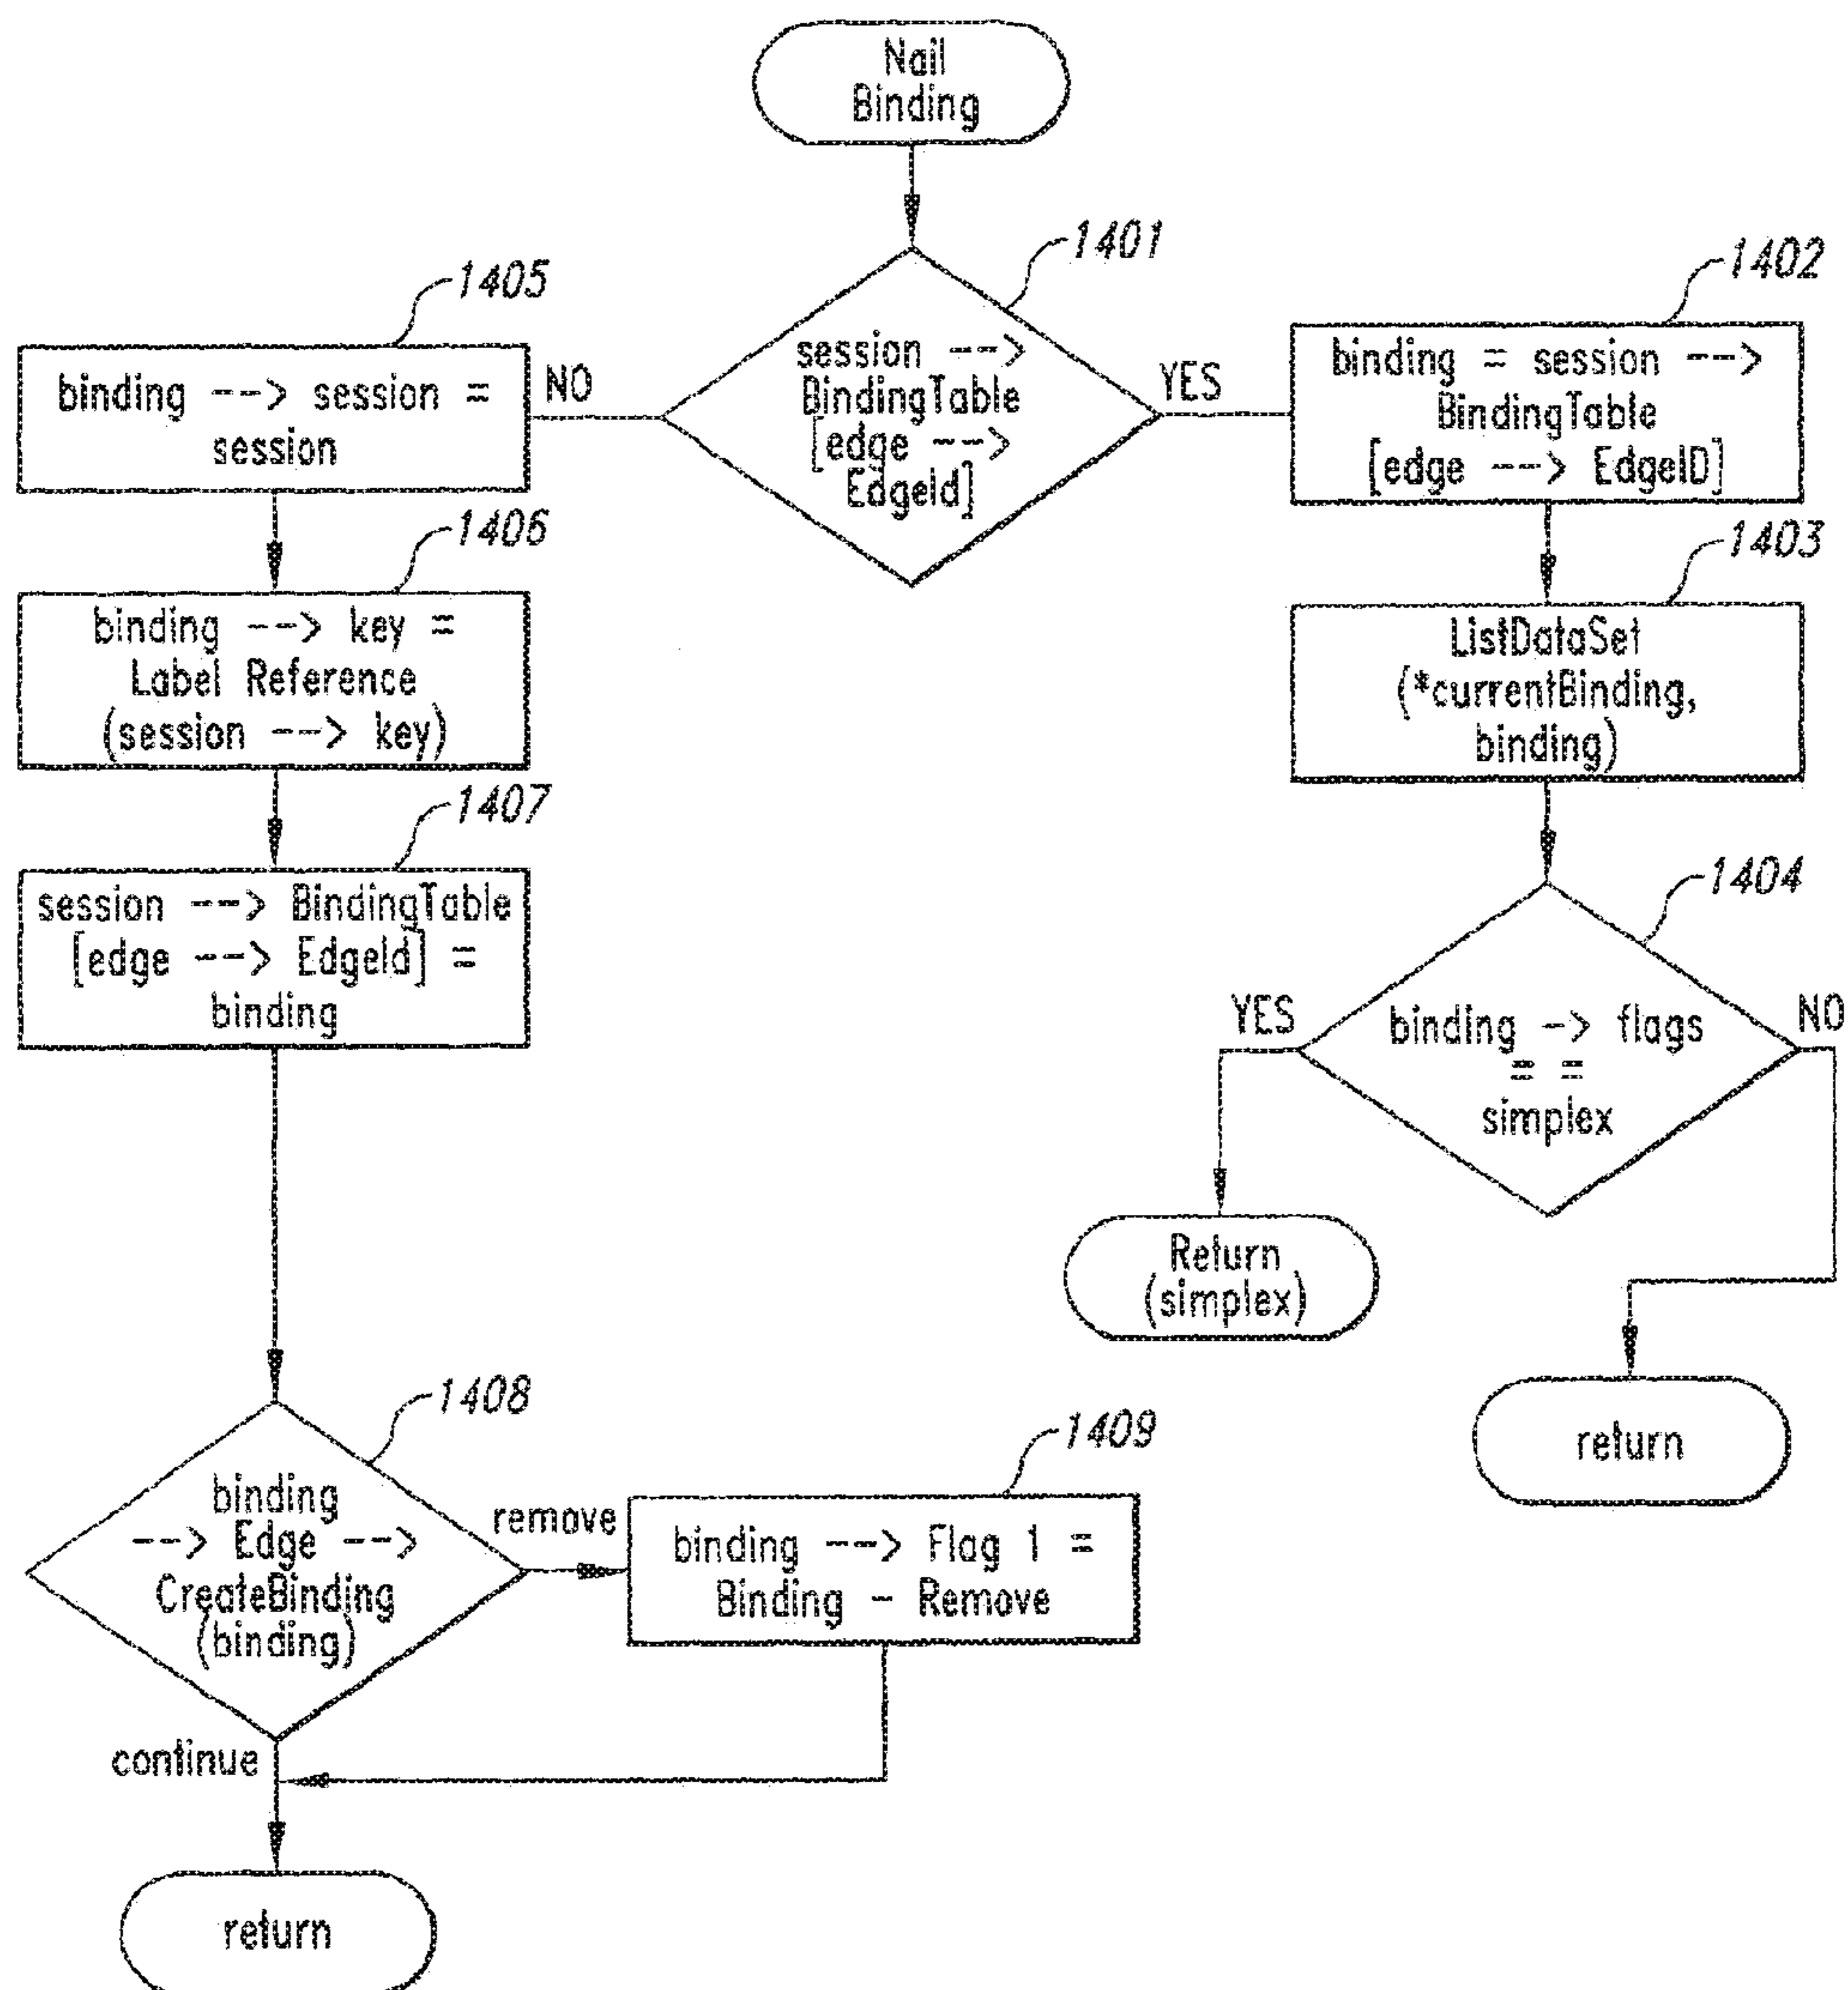 Nail
Binding
1401
session -->
BindingTable
[edge -->
EdgeId]
NO
YES
1405
binding --> session =
session
1406
binding --> key =
Label Reference
(session --> key)
1407
session --> BindingTable
[edge --> EdgeId] =
binding
1402
binding = session -->
BindingTable
[edge --> EdgeID]
1403
ListDataSet
(*currentBinding,
binding)
1404
binding -> flags
= =
simplex
YES
NO
Return
(simplex)
return
1408
binding
--> Edge -->
CreateBinding
(binding)
remove
1409
binding --> Flag 1 =
Binding - Remove
continue
return